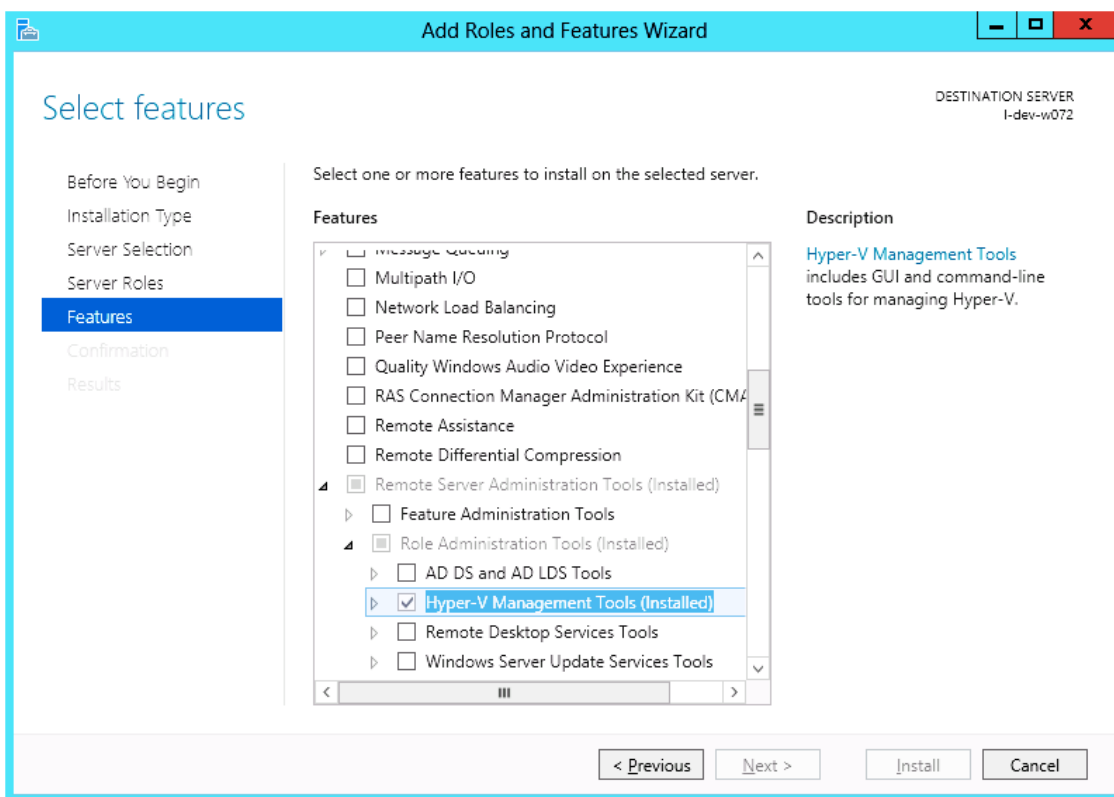 Add Roles and Features Wizard
Select features
DESTINATION SERVER
l-dev-w072
Before You Begin
Installation Type
Server Selection
Server Roles
Features
Confirmation
Results
Select one or more features to install on the selected server.
Features
Message Queuing
Multipath I/O
Network Load Balancing
Peer Name Resolution Protocol
Quality Windows Audio Video Experience
RAS Connection Manager Administration Kit (CMA
Remote Assistance
Remote Differential Compression
Remote Server Administration Tools (Installed)
Feature Administration Tools
Role Administration Tools (Installed)
AD DS and AD LDS Tools
Hyper-V Management Tools (Installed)
Remote Desktop Services Tools
Windows Server Update Services Tools
Description
Hyper-V Management Tools
includes GUI and command-line
tools for managing Hyper-V.
< Previous
Next >
Install
Cancel